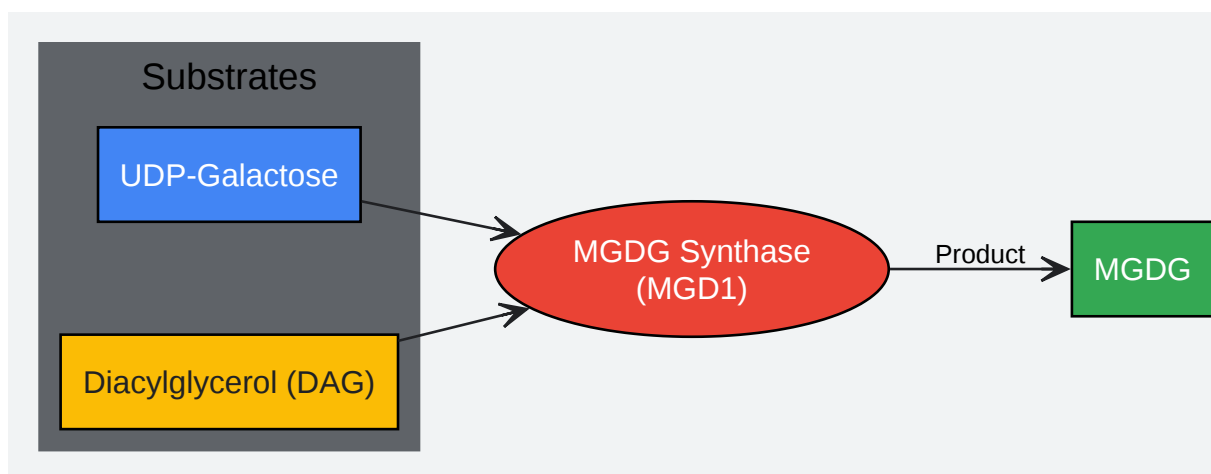 Substrates
UDP-Galactose
Diacylglycerol (DAG)
MGDG Synthase
(MGD1)
Product
MGDG